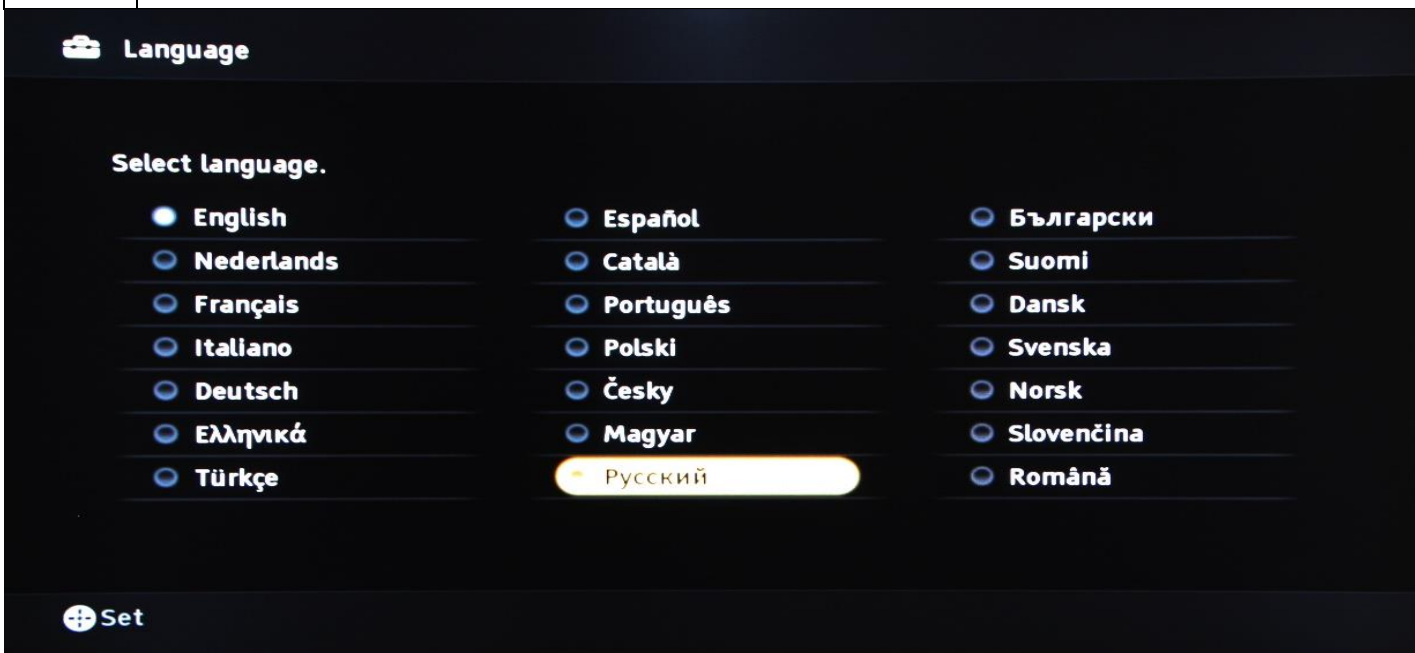 Language
Select language.
English
Nederlands
Français
Italiano
Deutsch
Ελληνικά
Türkçe
Español
Català
Português
Polski
Česky
Magyar
Русский
Български
Suomi
Dansk
Svenska
Norsk
Slovenčina
Română
Set